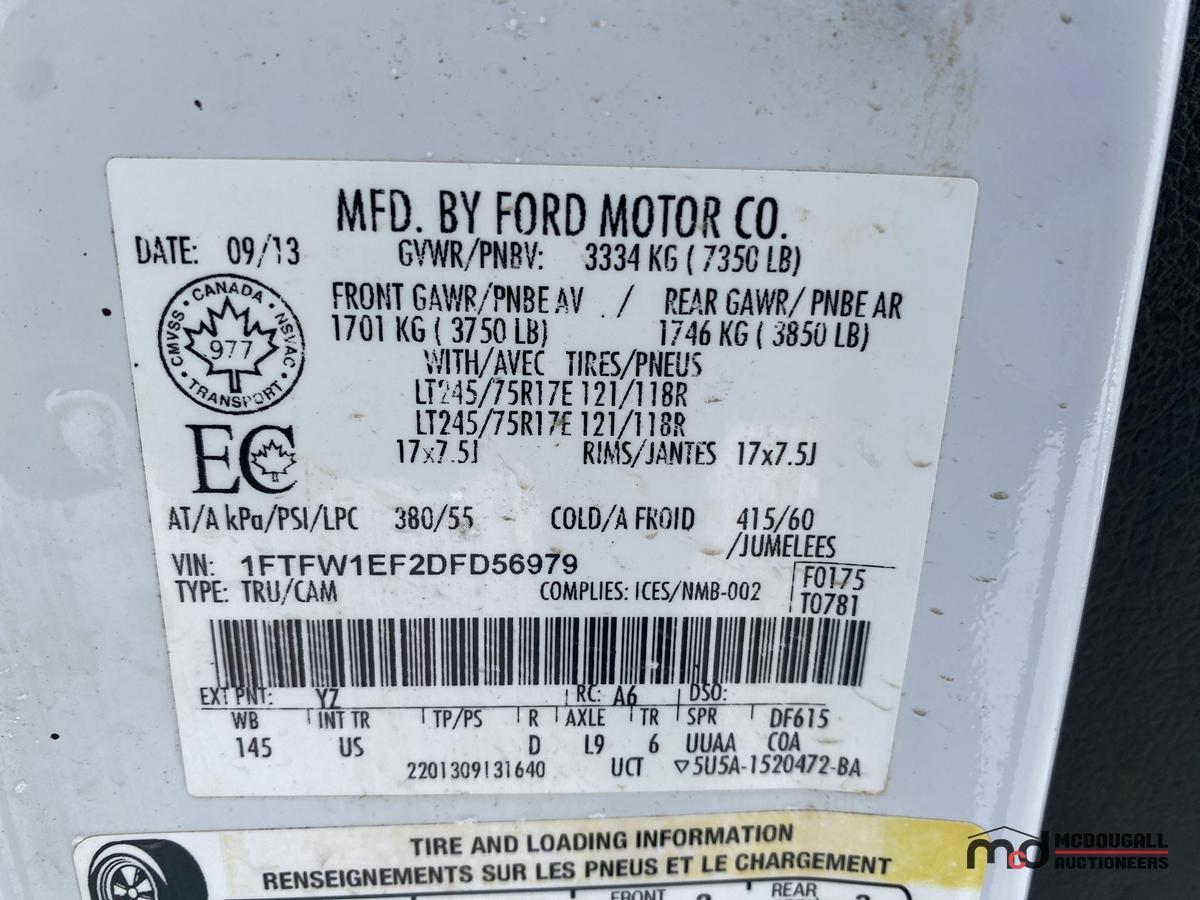 MFD. BY FORD MOTOR CO.
DATE: 09/13 GVWR/PNBV: 3334 KG ( 7350 LB)
FRONT GAWR/PNBE AV / REAR GAWR/ PNBE AR
1701 KG ( 3750 LB) 1746 KG ( 3850 LB)
CANADA NSVAC TRANSPORT CMVSS
977
WITH/AVEC TIRES/PNEUS
LT245/75R17E 121/118R
LT245/75R17E 121/118R
EC
17x7.5J RIMS/JANTES 17x7.5J
AT/A kPa/PSI/LPC 380/55 COLD/A FROID 415/60
/JUMELEES
VIN: 1FTFW1EF2DFD56979
TYPE: TRU/CAM COMPLIES: ICES/NMB-002
F0175
T0781
EXT PNT: YZ RC: A6 DSO:
WB INT TR TP/PS R AXLE TR SPR DF615
145 US D L9 6 UUAA COA
2201309131640 UCT ▽5U5A-1520472-BA
TIRE AND LOADING INFORMATION
RENSEIGNEMENTS SUR LES PNEUS ET LE CHARGEMENT
FRONT REAR
mcd MCDOUGALL
AUCTIONEERS